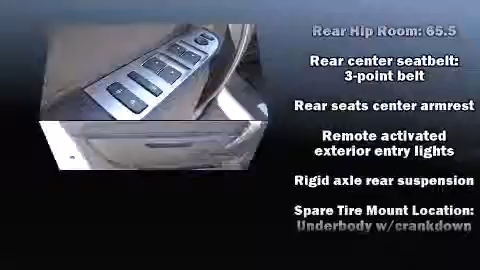 Rear Hip Room: 65.5
Rear center seatbelt:
3-point belt
Rear seats center armrest
Remote activated
exterior entry lights
Rigid axle rear suspension
Spare Tire Mount Location:
Underbody w/crankdown